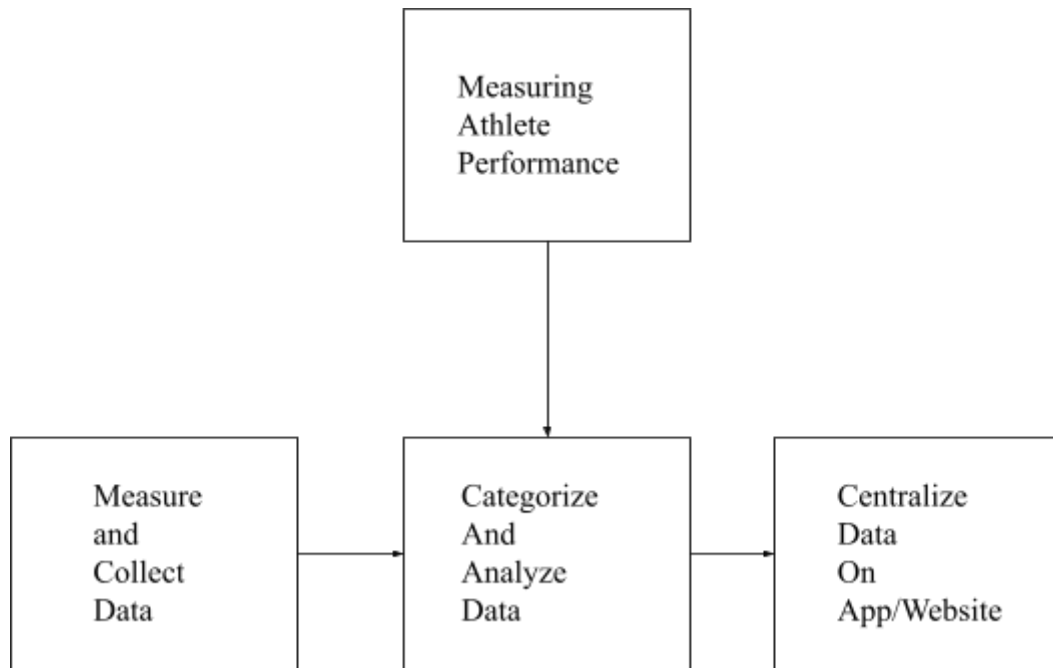 Measuring
Athlete
Performance
Measure
and
Collect
Data
Categorize
And
Analyze
Data
Centralize
Data
On
App/Website